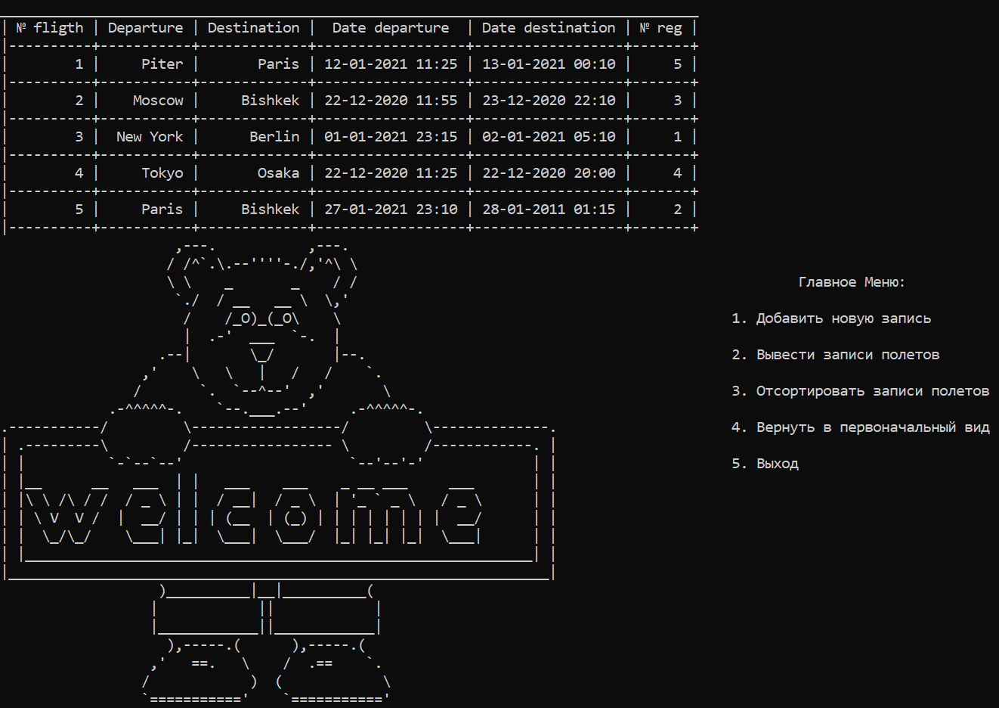 № fligth | Departure | Destination | Date departure | Date destination | № reg
1 | Piter | Paris | 12-01-2021 11:25 | 13-01-2021 00:10 | 5
2 | Moscow | Bishkek | 22-12-2020 11:55 | 23-12-2020 22:10 | 3
3 | New York | Berlin | 01-01-2021 23:15 | 02-01-2021 05:10 | 1
4 | Tokyo | Osaka | 22-12-2020 11:25 | 22-12-2020 20:00 | 4
5 | Paris | Bishkek | 27-01-2021 23:10 | 28-01-2011 01:15 | 2
Главное Меню:
1. Добавить новую запись
2. Вывести записи полетов
3. Отсортировать записи полетов
4. Вернуть в первоначальный вид
5. Выход
welcome